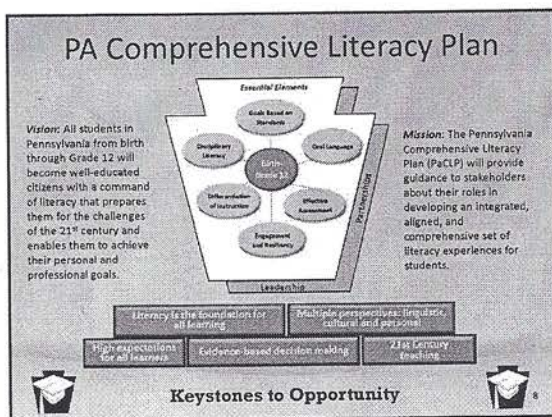 PA Comprehensive Literacy Plan
Vision: All students in
Pennsylvania from birth
through Grade 12 will
become well-educated
citizens with a command
of literacy that prepares
them for the challenges
of the 21st century and
enables them to achieve
their personal and
professional goals.
Essential Elements
Goals Based on
Standards
Disciplinary
Literacy
Oral Language
Birth-
Grade 12
Differentiation
of Instruction
Effective
Assessment
Engagement
and Resiliency
Partnerships
Leadership
Mission: The Pennsylvania
Comprehensive Literacy
Plan (PaCLP) will provide
guidance to stakeholders
about their roles in
developing an integrated,
aligned, and
comprehensive set of
literacy experiences for
students.
Literacy is the foundation for
all learning
Multiple perspectives: linguistic,
cultural and personal
High expectations
for all learners
Evidence-based decision making
21st Century
teaching
Keystones to Opportunity
8